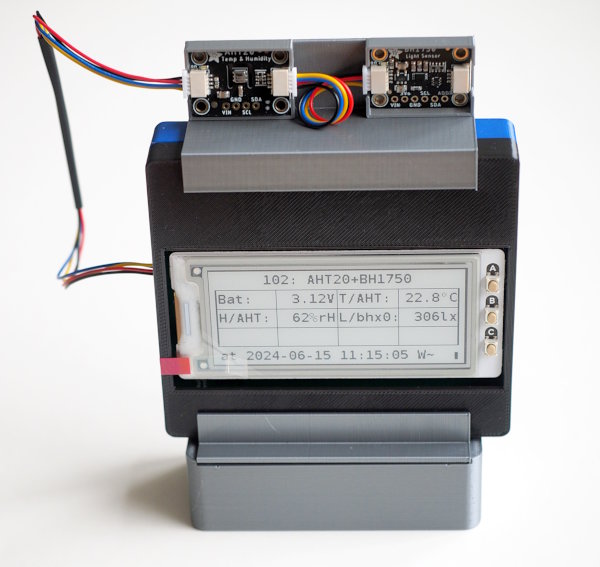 AHT20
Temp & Humidity
GND SDA
VIN SCL
BH1750
Light Sensor
3Vo SCL ADDR
VIN GND SDA
102: AHT20+BH1750
Bat: 3.12V T/AHT: 22.8°C
H/AHT: 62%rH L/bhx0: 306lx
at 2024-06-15 11:15:05 W~
A
B
C